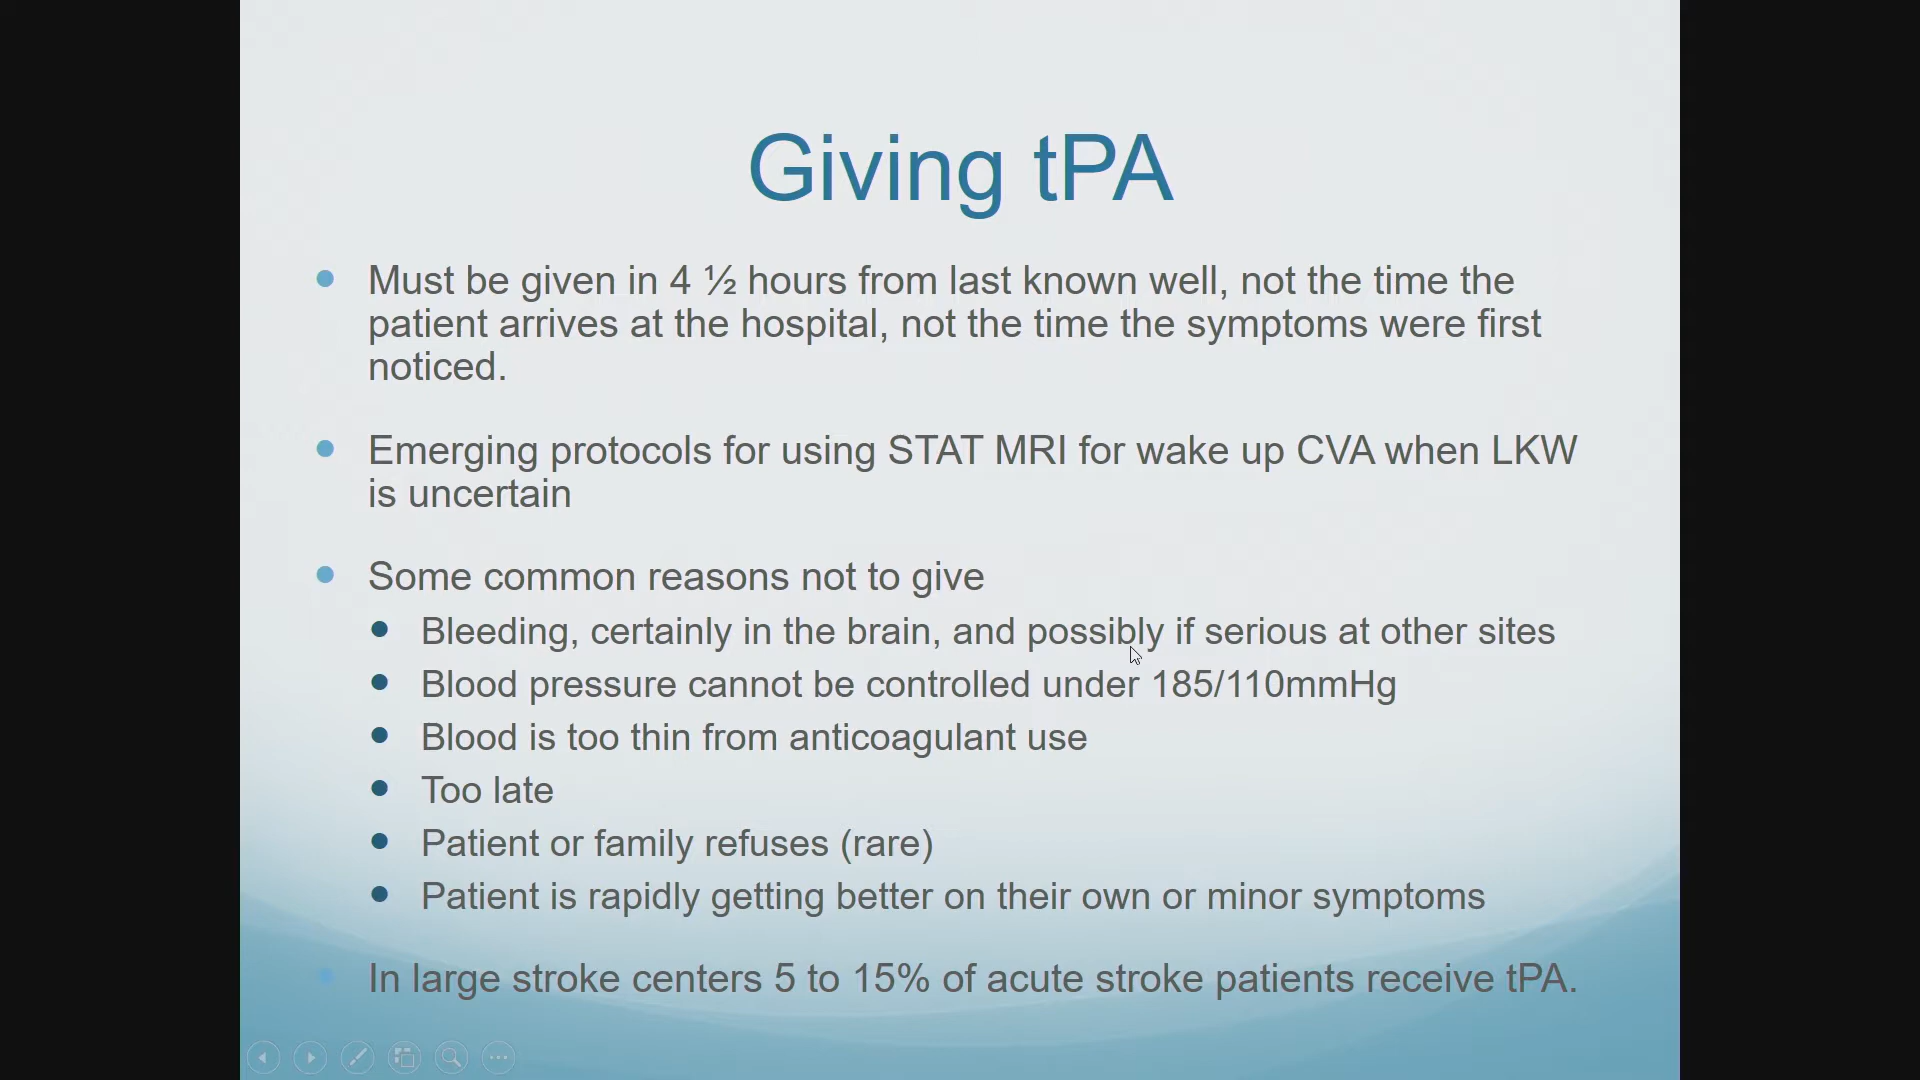 Giving tPA
Must be given in 4 ½ hours from last known well, not the time the
patient arrives at the hospital, not the time the symptoms were first
noticed.
Emerging protocols for using STAT MRI for wake up CVA when LKW
is uncertain
Some common reasons not to give
Bleeding, certainly in the brain, and possibly if serious at other sites
Blood pressure cannot be controlled under 185/110mmHg
Blood is too thin from anticoagulant use
Too late
Patient or family refuses (rare)
Patient is rapidly getting better on their own or minor symptoms
In large stroke centers 5 to 15% of acute stroke patients receive tPA.